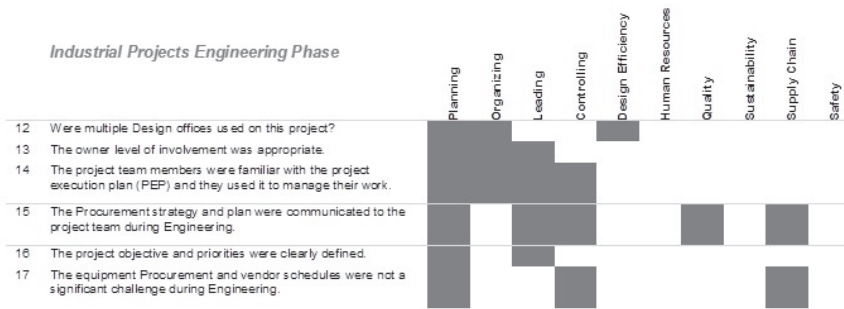 Industrial Projects Engineering Phase
Planning
Organizing
Leading
Controlling
Design Efficiency
Human Resources
Quality
Sustainability
Supply Chain
Safety
12 Were multiple Design offices used on this project?
13 The owner level of involvement was appropriate.
14 The project team members were familiar with the project
execution plan (PEP) and they used it to manage their work.
15 The Procurement strategy and plan were communicated to the
project team during Engineering.
16 The project objective and priorities were clearly defined.
17 The equipment Procurement and vendor schedules were not a
significant challenge during Engineering.